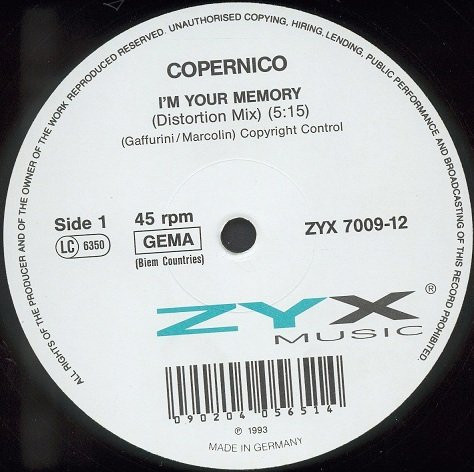 ALL RIGHTS OF THE PRODUCER AND OF THE OWNER OF THE WORK REPRODUCED RESERVED. UNAUTHORISED COPYING, HIRING, LENDING, PUBLIC PERFORMANCE AND BROADCASTING OF THIS RECORD PROHIBITED.
COPERNICO
I'M YOUR MEMORY
(Distortion Mix) (5:15)
(Gaffurini/Marcolin) Copyright Control
Side 1
45 rpm
ZYX 7009-12
LC 6350
GEMA
(Biem Countries)
ZYX ®
MUSIC
090204 056514
℗ 1993
MADE IN GERMANY